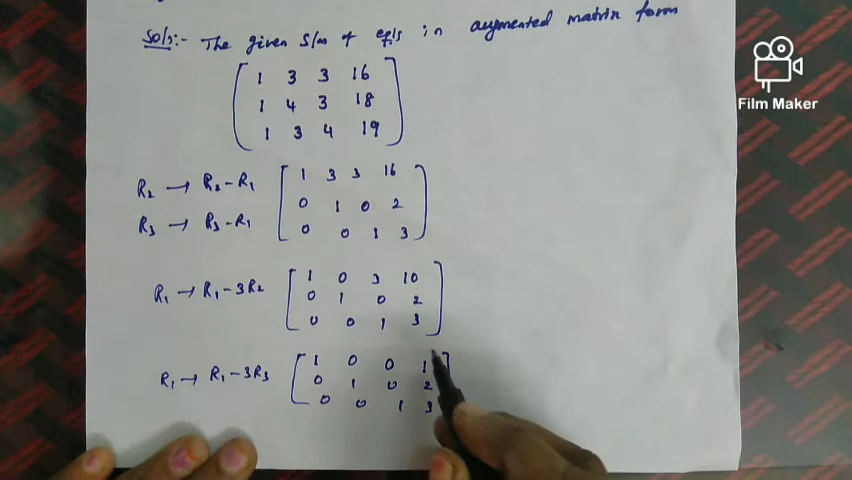 Soln:- The given S/m of eq/s in augmented matrix form
1 3 3 16
1 4 3 18
1 3 4 19
R2 → R2-R1
R3 → R3-R1
1 3 3 16
0 1 0 2
0 0 1 3
R1 → R1-3R2
1 0 3 10
0 1 0 2
0 0 1 3
R1 → R1-3R3
1 0 0 1
0 1 0 2
0 0 1 3
Film Maker